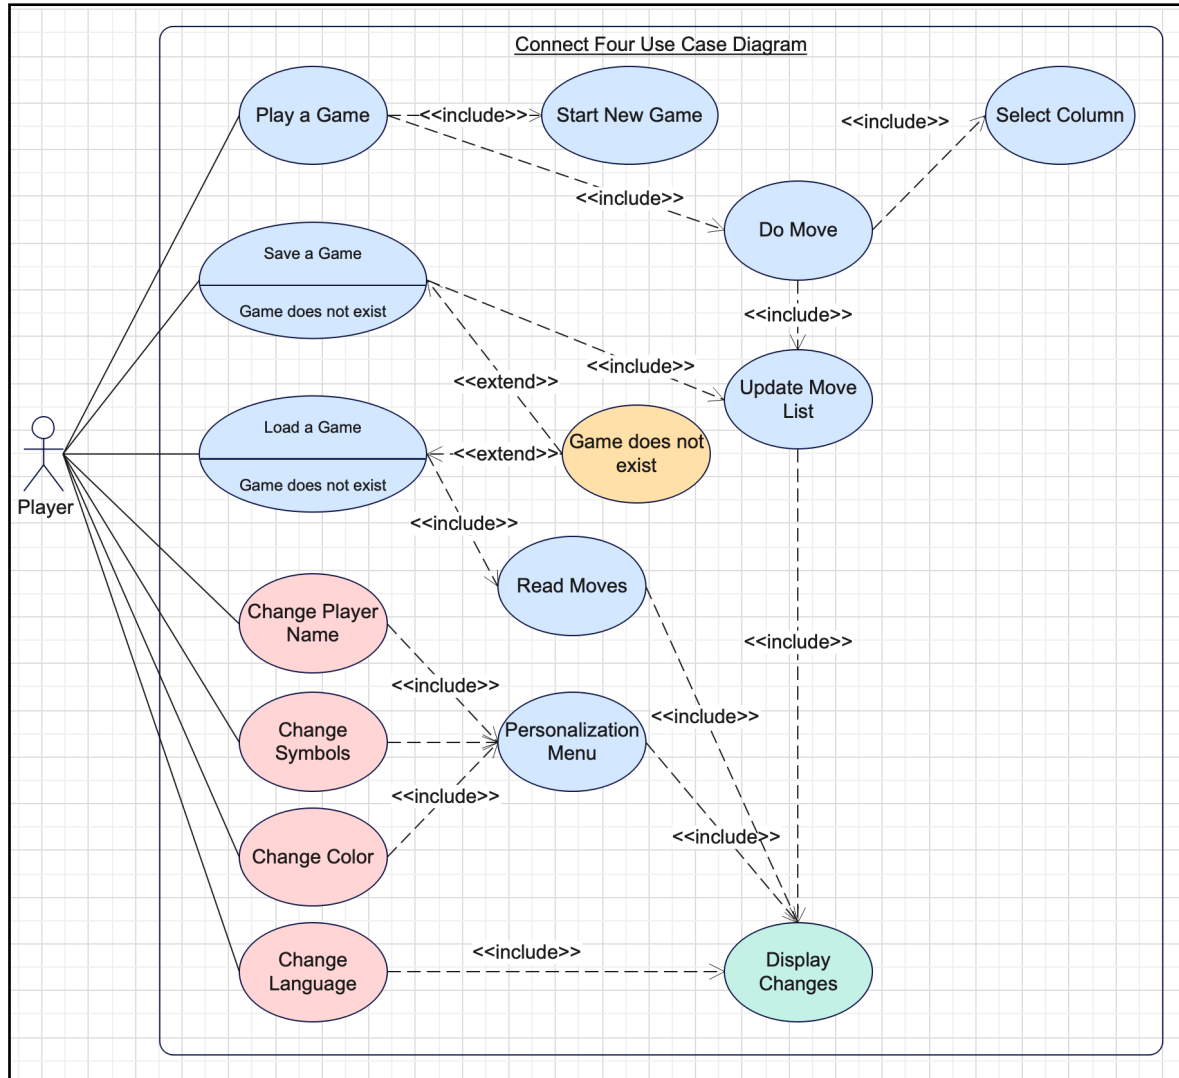 Connect Four Use Case Diagram
Play a Game
<<include>>
Start New Game
<<include>>
Select Column
<<include>>
Do Move
Save a Game
Game does not exist
<<include>>
<<include>>
Update Move
List
<<extend>>
Load a Game
Game does not exist
<<extend>>
Game does not
exist
Player
<<include>>
Read Moves
Change Player
Name
<<include>>
<<include>>
Change
Symbols
Personalization
Menu
<<include>>
<<include>>
<<include>>
Change Color
Change
Language
<<include>>
Display
Changes